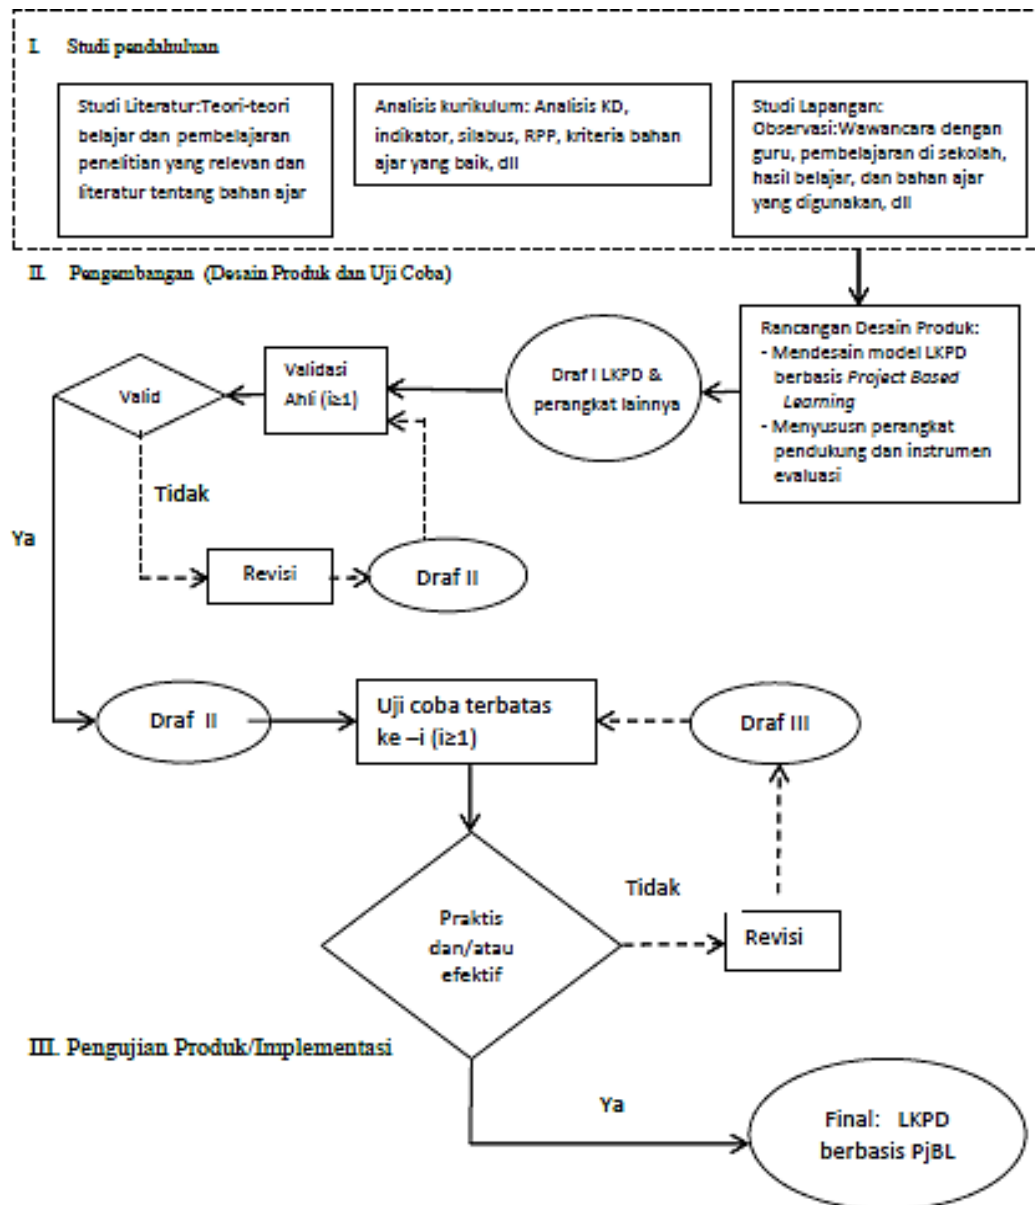 I. Studi pendahuluan
Studi Literatur:Teori-teori
belajar dan pembelajaran
penelitian yang relevan dan
literatur tentang bahan ajar
Analisis kurikulum: Analisis KD,
indikator, silabus, RPP, kriteria bahan
ajar yang baik, dll
Studi Lapangan:
Observasi:Wawancara dengan
guru, pembelajaran di sekolah,
hasil belajar, dan bahan ajar
yang digunakan, dll
II. Pengembangan (Desain Produk dan Uji Coba)
Rancangan Desain Produk:
- Mendesain model LKPD
berbasis Project Based
Learning
- Menyususn perangkat
pendukung dan instrumen
evaluasi
Draf I LKPD &
perangkat lainnya
Validasi
Ahli (i≥1)
Valid
Tidak
Ya
Revisi
Draf II
Draf II
Uji coba terbatas
ke –i (i≥1)
Draf III
Tidak
Praktis
dan/atau
efektif
Revisi
III. Pengujian Produk/Implementasi
Ya
Final: LKPD
berbasis PjBL